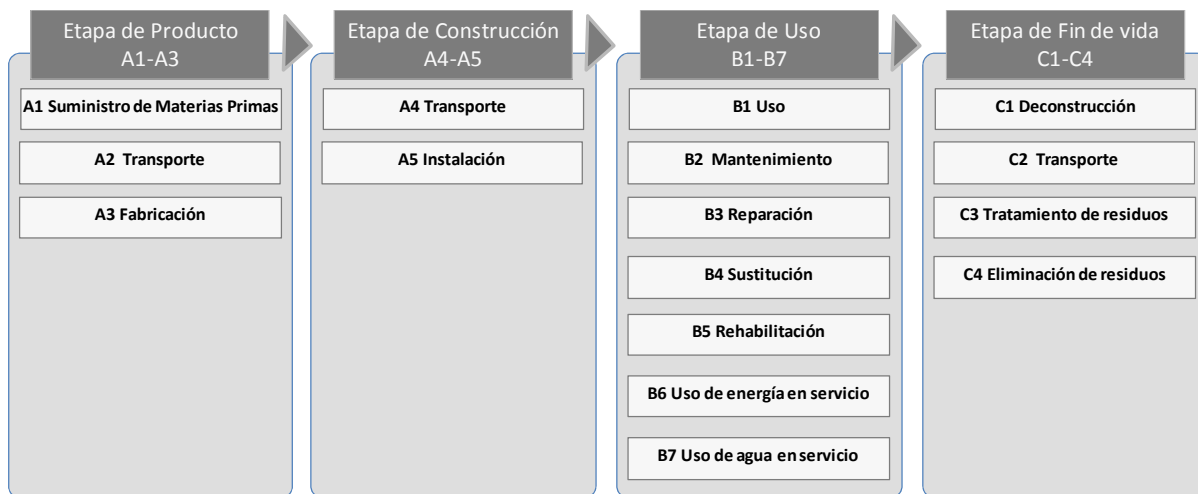 Etapa de Producto
A1-A3
A1 Suministro de Materias Primas
A2 Transporte
A3 Fabricación
Etapa de Construcción
A4-A5
A4 Transporte
A5 Instalación
Etapa de Uso
B1-B7
B1 Uso
B2 Mantenimiento
B3 Reparación
B4 Sustitución
B5 Rehabilitación
B6 Uso de energía en servicio
B7 Uso de agua en servicio
Etapa de Fin de vida
C1-C4
C1 Deconstrucción
C2 Transporte
C3 Tratamiento de residuos
C4 Eliminación de residuos